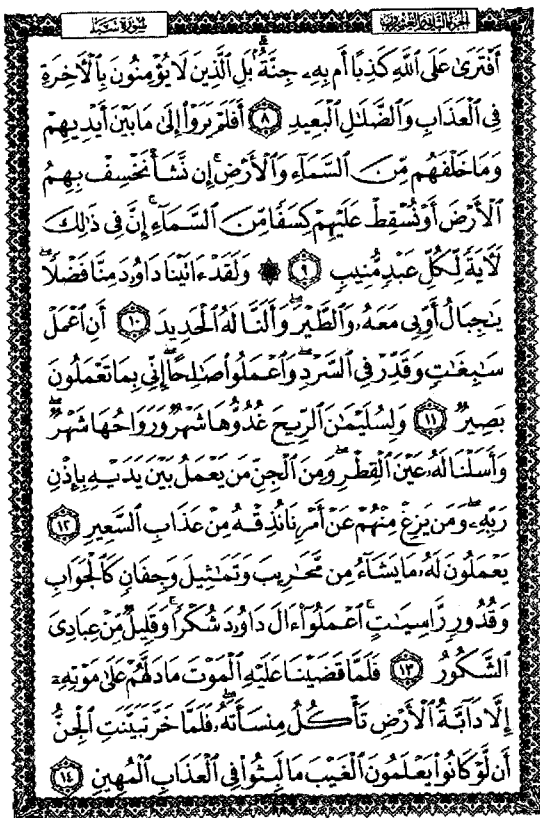 سورة سبإ الجزء الثاني والعشرون
أَفْتَرَىٰ عَلَى ٱللَّهِ كَذِبًا أَم بِهِۦ جِنَّةٌۢ بَلِ ٱلَّذِينَ لَا يُؤْمِنُونَ بِٱلْأَخِرَةِ
فِى ٱلْعَذَابِ وَٱلضَّلَٰلِ ٱلْبَعِيدِ ٨ أَفَلَمْ يَرَوْا۟ إِلَىٰ مَا بَيْنَ أَيْدِيهِمْ
وَمَا خَلْفَهُم مِّنَ ٱلسَّمَآءِ وَٱلْأَرْضِ ۚ إِن نَّشَأْ نَخْسِفْ بِهِمُ
ٱلْأَرْضَ أَوْ نُسْقِطْ عَلَيْهِمْ كِسَفًا مِّنَ ٱلسَّمَآءِ ۚ إِنَّ فِى ذَٰلِكَ
لَأَيَةً لِّكُلِّ عَبْدٍ مُّنِيبٍ ٩ ۞ وَلَقَدْ ءَاتَيْنَا دَاوُۥدَ مِنَّا فَضْلًا ۖ
يَٰجِبَالُ أَوِّبِى مَعَهُۥ وَٱلطَّيْرَ ۖ وَأَلَنَّا لَهُ ٱلْحَدِيدَ ١٠ أَنِ ٱعْمَلْ
سَٰبِغَٰتٍ وَقَدِّرْ فِى ٱلسَّرْدِ ۖ وَٱعْمَلُوا۟ صَٰلِحًا ۖ إِنِّى بِمَا تَعْمَلُونَ
بَصِيرٌ ١١ وَلِسُلَيْمَٰنَ ٱلرِّيحَ غُدُوُّهَا شَهْرٌ وَرَوَاحُهَا شَهْرٌ ۖ
وَأَسَلْنَا لَهُۥ عَيْنَ ٱلْقِطْرِ ۖ وَمِنَ ٱلْجِنِّ مَن يَعْمَلُ بَيْنَ يَدَيْهِ بِإِذْنِ
رَبِّهِۦ ۖ وَمَن يَزِغْ مِنْهُمْ عَنْ أَمْرِنَا نُذِقْهُ مِنْ عَذَابِ ٱلسَّعِيرِ ١٢
يَعْمَلُونَ لَهُۥ مَا يَشَآءُ مِن مَّحَٰرِيبَ وَتَمَٰثِيلَ وَجِفَانٍ كَٱلْجَوَابِ
وَقُدُورٍ رَّاسِيَٰتٍ ۚ ٱعْمَلُوٓا۟ ءَالَ دَاوُۥدَ شُكْرًا ۚ وَقَلِيلٌ مِّنْ عِبَادِىَ
ٱلشَّكُورُ ١٣ فَلَمَّا قَضَيْنَا عَلَيْهِ ٱلْمَوْتَ مَا دَلَّهُمْ عَلَىٰ مَوْتِهِۦٓ
إِلَّا دَآبَّةُ ٱلْأَرْضِ تَأْكُلُ مِنسَأَتَهُۥ ۖ فَلَمَّا خَرَّ تَبَيَّنَتِ ٱلْجِنُّ
أَن لَّوْ كَانُوا۟ يَعْلَمُونَ ٱلْغَيْبَ مَا لَبِثُوا۟ فِى ٱلْعَذَابِ ٱلْمُهِينِ ١٤